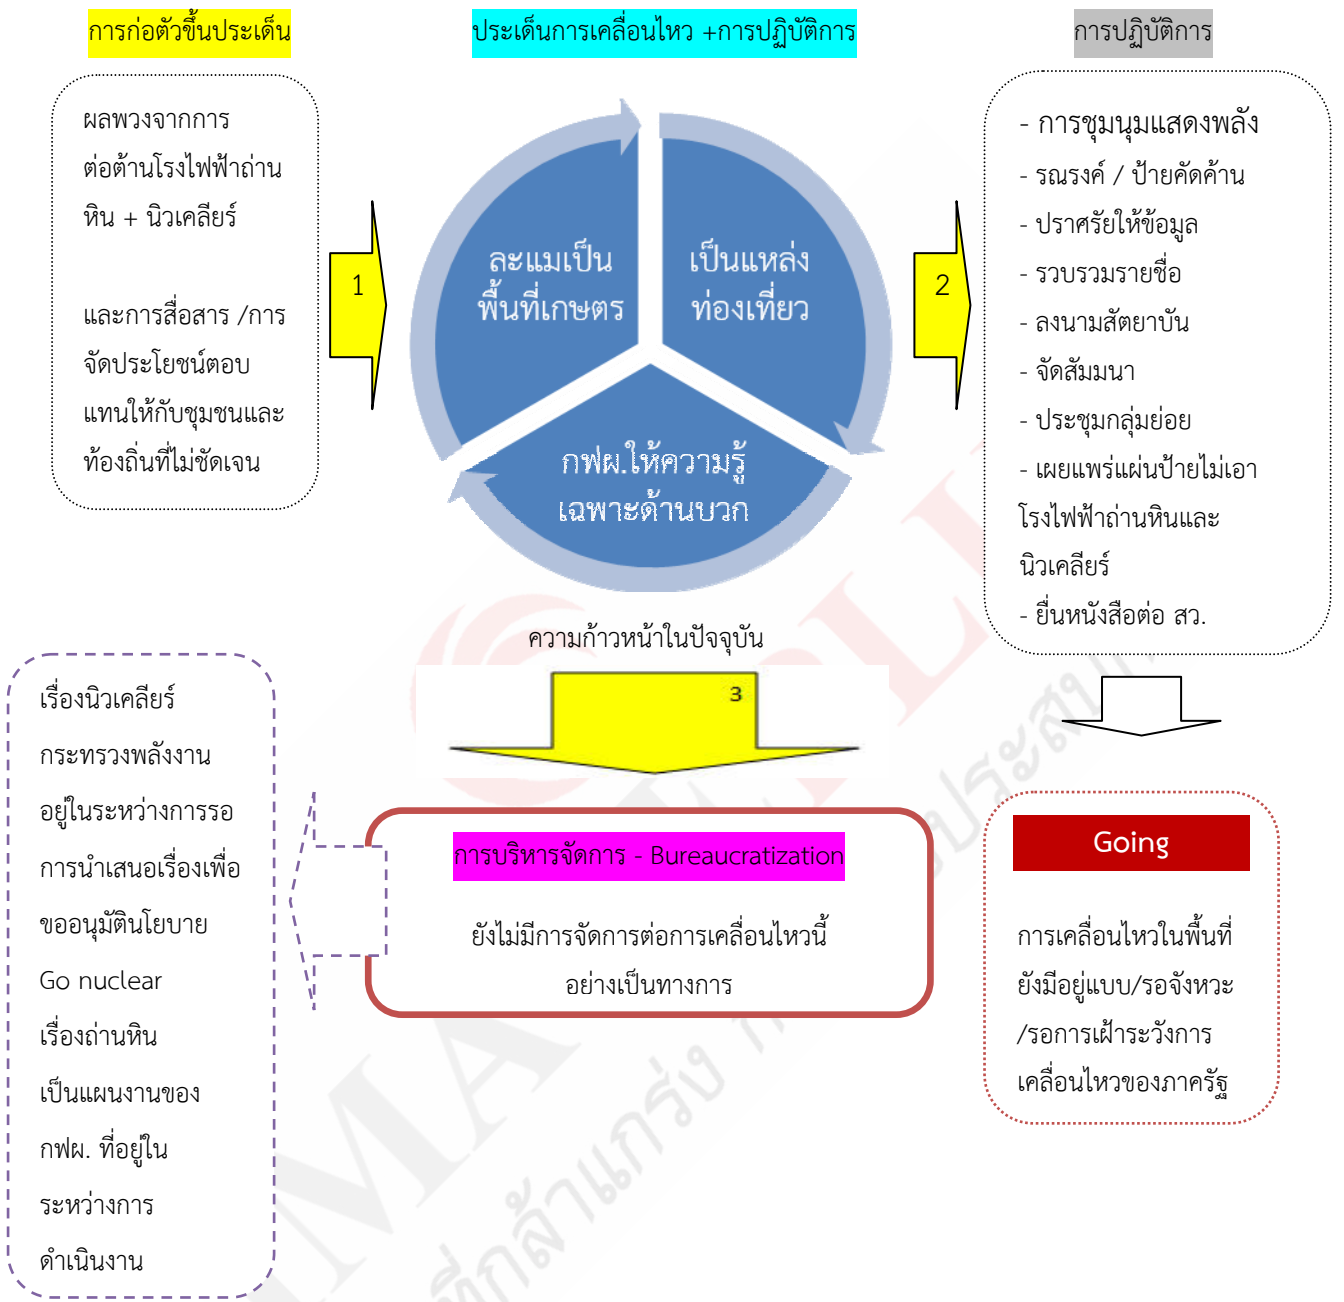 การก่อตัวขึ้นประเด็น
ผลพวงจากการ
ต่อต้านโรงไฟฟ้าถ่าน
หิน + นิวเคลียร์
และการสื่อสาร /การ
จัดประโยชน์ตอบ
แทนให้กับชุมชนและ
ท้องถิ่นที่ไม่ชัดเจน
1
ประเด็นการเคลื่อนไหว +การปฏิบัติการ
ละแมเป็น
พื้นที่เกษตร
เป็นแหล่ง
ท่องเที่ยว
กฟผ.ให้ความรู้
เฉพาะด้านบวก
2
การปฏิบัติการ
- การชุมนุมแสดงพลัง
- รณรงค์ / ป้ายคัดค้าน
- ปราศรัยให้ข้อมูล
- รวบรวมรายชื่อ
- ลงนามสัตยาบัน
- จัดสัมมนา
- ประชุมกลุ่มย่อย
- เผยแพร่แผ่นป้ายไม่เอา
โรงไฟฟ้าถ่านหินและ
นิวเคลียร์
- ยื่นหนังสือต่อ สว.
ความก้าวหน้าในปัจจุบัน
3
การบริหารจัดการ - Bureaucratization
ยังไม่มีการจัดการต่อการเคลื่อนไหวนี้
อย่างเป็นทางการ
Going
การเคลื่อนไหวในพื้นที่
ยังมีอยู่แบบ/รอจังหวะ
/รอการเฝ้าระวังการ
เคลื่อนไหวของภาครัฐ
เรื่องนิวเคลียร์
กระทรวงพลังงาน
อยู่ในระหว่างการรอ
การนำเสนอเรื่องเพื่อ
ขออนุมัตินโยบาย
Go nuclear
เรื่องถ่านหิน
เป็นแผนงานของ
กฟผ. ที่อยู่ใน
ระหว่างการ
ดำเนินงาน